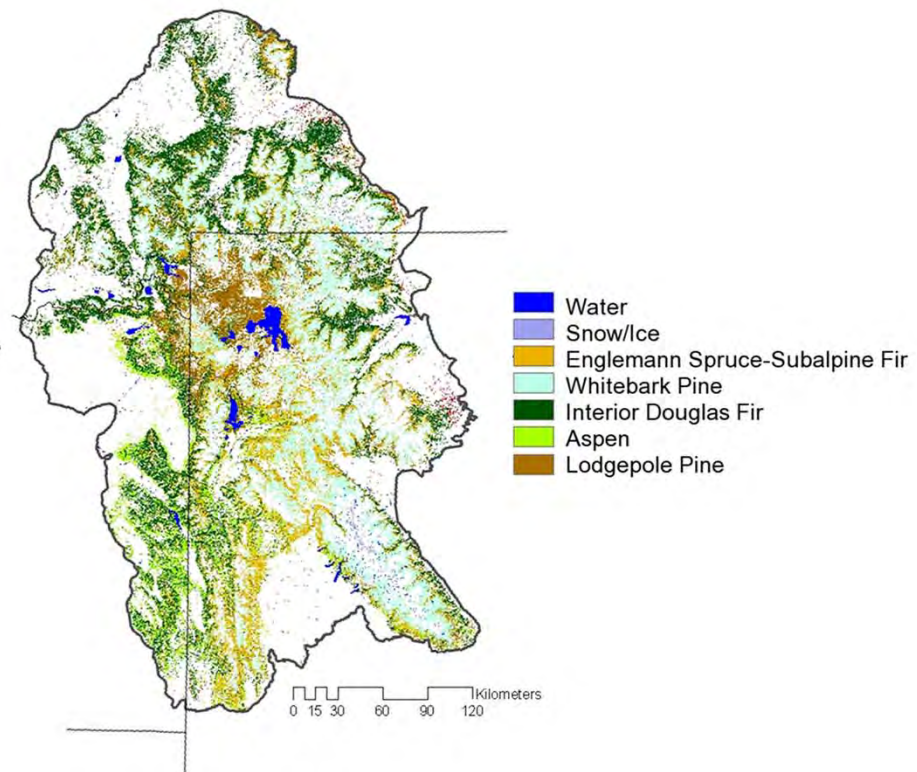 Water
Snow/Ice
Englemann Spruce-Subalpine Fir
Whitebark Pine
Interior Douglas Fir
Aspen
Lodgepole Pine
Kilometers
0 15 30 60 90 120